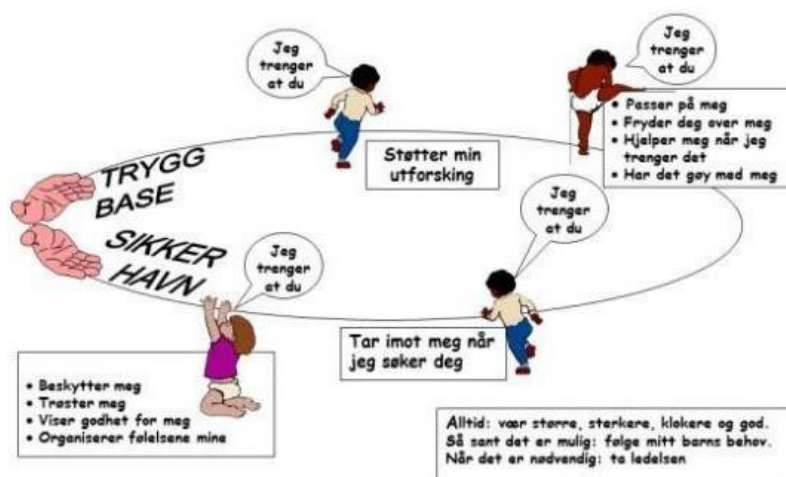 Jeg
trenger
at du
Støtter min
utforsking
Jeg
trenger
at du
• Passer på meg
• Fryder deg over meg
• Hjelper meg når jeg
trenger det
• Har det gøy med meg
TRYGG
BASE
SIKKER
HAVN
Jeg
trenger
at du
Tar imot meg når
jeg søker deg
Jeg
trenger
at du
• Beskytter meg
• Trøster meg
• Viser godhet for meg
• Organiserer følelsene mine
Alltid: vær større, sterkere, klokere og god.
Så sant det er mulig: følge mitt barns behov.
Når det er nødvendig: ta ledelsen